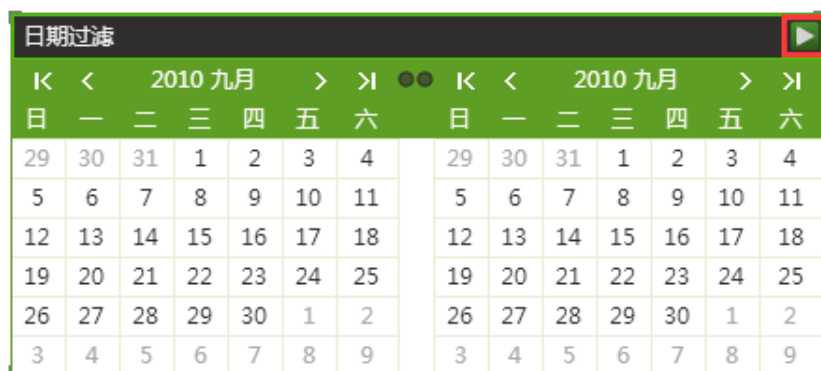 日期过滤
2010 九月 2010 九月
日 一 二 三 四 五 六 日 一 二 三 四 五 六
29 30 31 1 2 3 4 29 30 31 1 2 3 4
5 6 7 8 9 10 11 5 6 7 8 9 10 11
12 13 14 15 16 17 18 12 13 14 15 16 17 18
19 20 21 22 23 24 25 19 20 21 22 23 24 25
26 27 28 29 30 1 2 26 27 28 29 30 1 2
3 4 5 6 7 8 9 3 4 5 6 7 8 9